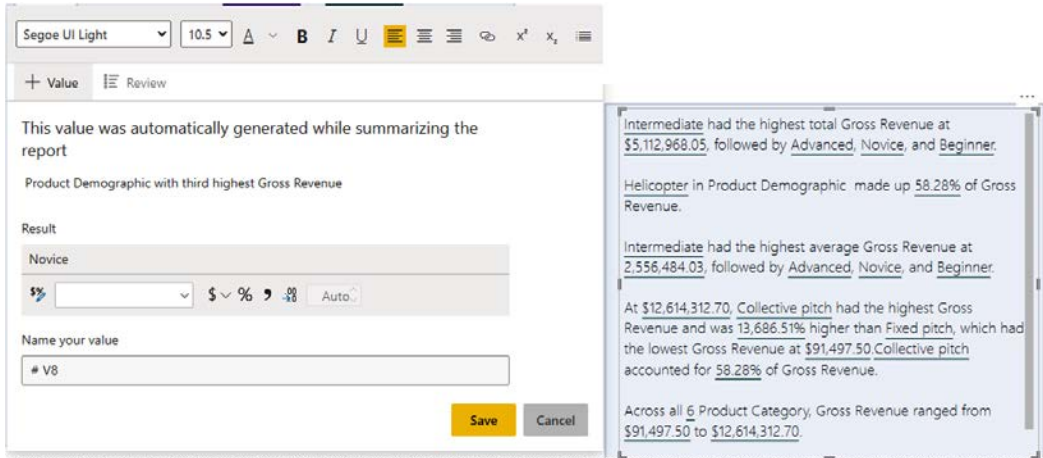 Segoe UI Light 10.5 A B I U x² x₂
+ Value Review
This value was automatically generated while summarizing the
report
Product Demographic with third highest Gross Revenue
Result
Novice
$% $ % , .00 Auto
Name your value
# V8
Save Cancel
...
Intermediate had the highest total Gross Revenue at
$5,112,968.05, followed by Advanced, Novice, and Beginner.
Helicopter in Product Demographic made up 58.28% of Gross
Revenue.
Intermediate had the highest average Gross Revenue at
2,556,484.03, followed by Advanced, Novice, and Beginner.
At $12,614,312.70, Collective pitch had the highest Gross
Revenue and was 13,686.51% higher than Fixed pitch, which had
the lowest Gross Revenue at $91,497.50.Collective pitch
accounted for 58.28% of Gross Revenue.
Across all 6 Product Category, Gross Revenue ranged from
$91,497.50 to $12,614,312.70.